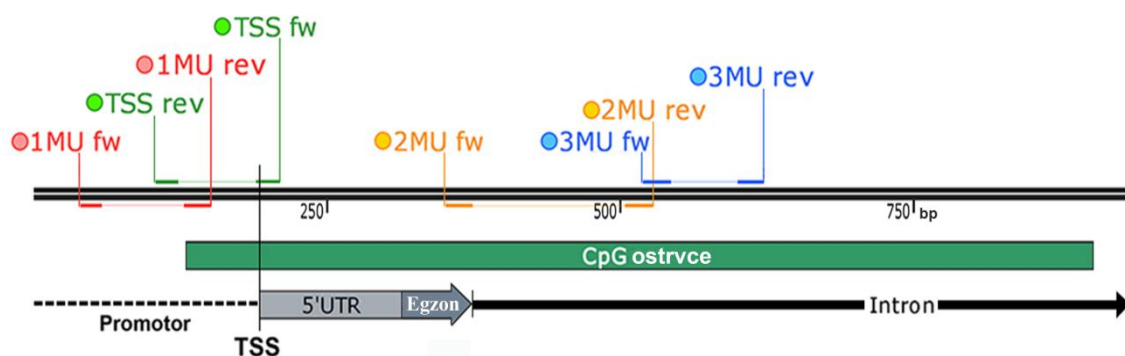 TSS fw
1MU rev
3MU rev
TSS rev
2MU rev
1MU fw
2MU fw
3MU fw
250
500
750 bp
CpG ostrvce
5'UTR
Egzon
Intron
Promotor
TSS